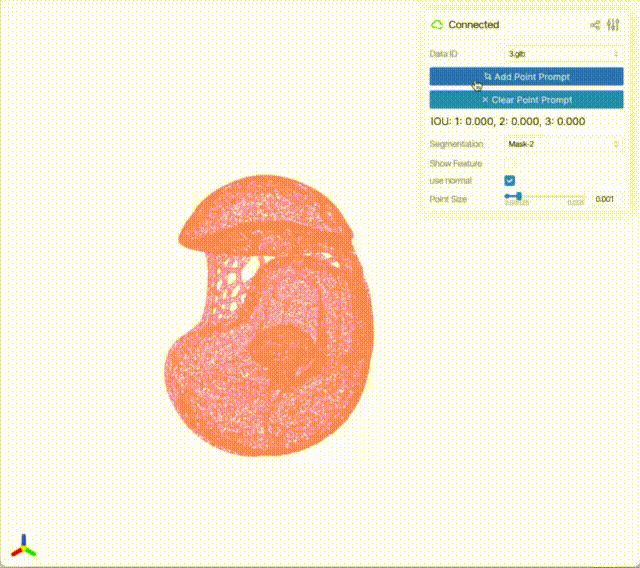 Connected
Data ID 3.glb
Add Point Prompt
× Clear Point Prompt
IOU: 1: 0.000, 2: 0.000, 3: 0.000
Segmentation Mask-2
Show Feature
use normal
Point Size 0.001